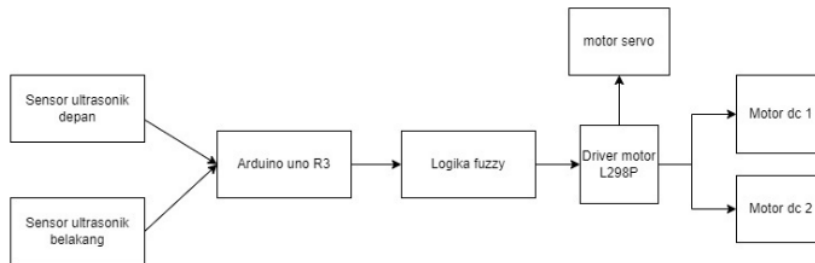 motor servo
Sensor ultrasonik
depan
Motor dc 1
Arduino uno R3
Logika fuzzy
Driver motor
L298P
Sensor ultrasonik
belakang
Motor dc 2